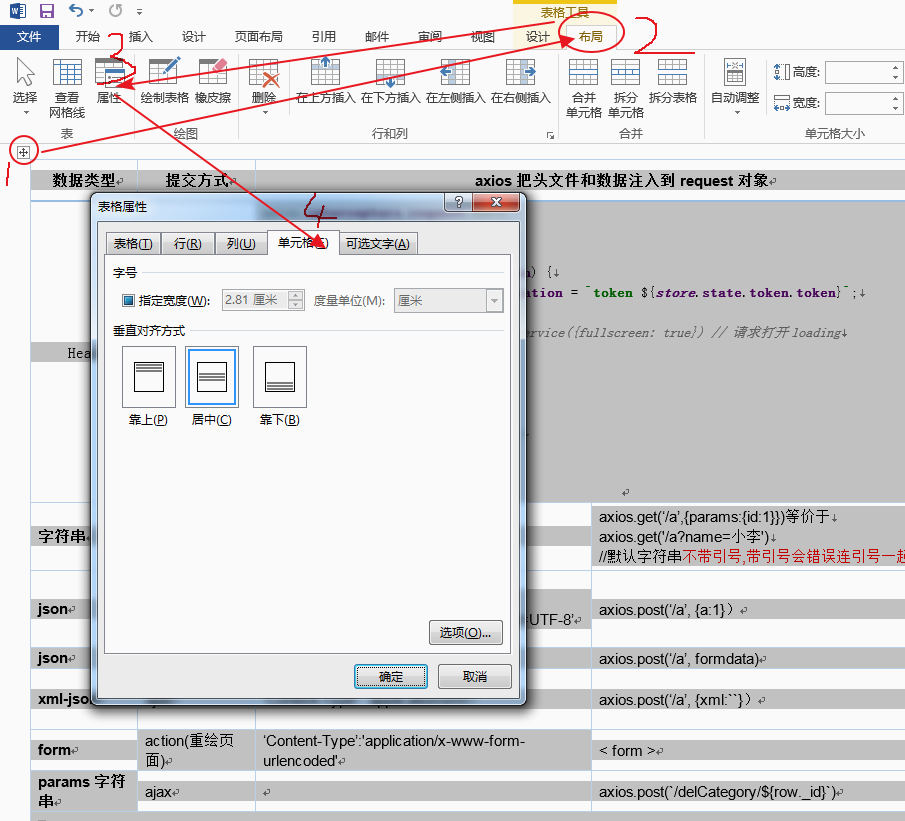 表格工具
文件 开始 插入 设计 页面布局 引用 邮件 审阅 视图 设计 布局
2
3
选择 查看网格线 属性 绘制表格 橡皮擦 删除 在上方插入 在下方插入 在左侧插入 在右侧插入 合并单元格 拆分单元格 拆分表格 自动调整 高度: 宽度:
表 绘图 行和列 合并 单元格大小
1
数据类型 提交方式 axios 把头文件和数据注入到 request 对象
4
表格属性
表格(T) 行(R) 列(U) 单元格(E) 可选文字(A)
字号
指定宽度(W): 2.81 厘米 度量单位(M): 厘米
垂直对齐方式
靠上(P) 居中(C) 靠下(B)
选项(O)...
确定 取消
) {
ation = `token ${store.state.token.token}`;
ervice({fullscreen: true}) // 请求打开 loading
Hea
字符串
axios.get('/a',{params:{id:1}})等价于
axios.get('/a?name=小李')
//默认字符串不带引号,带引号会错误连引号一起
json
=UTF-8'
axios.post('/a', {a:1})
json axios.post('/a', formdata)
xml-jso axios.post('/a', {xml:``})
form action(重绘页面) 'Content-Type':'application/x-www-form-urlencoded' < form >
params 字符串 ajax axios.post(`/delCategory/${row._id}`)